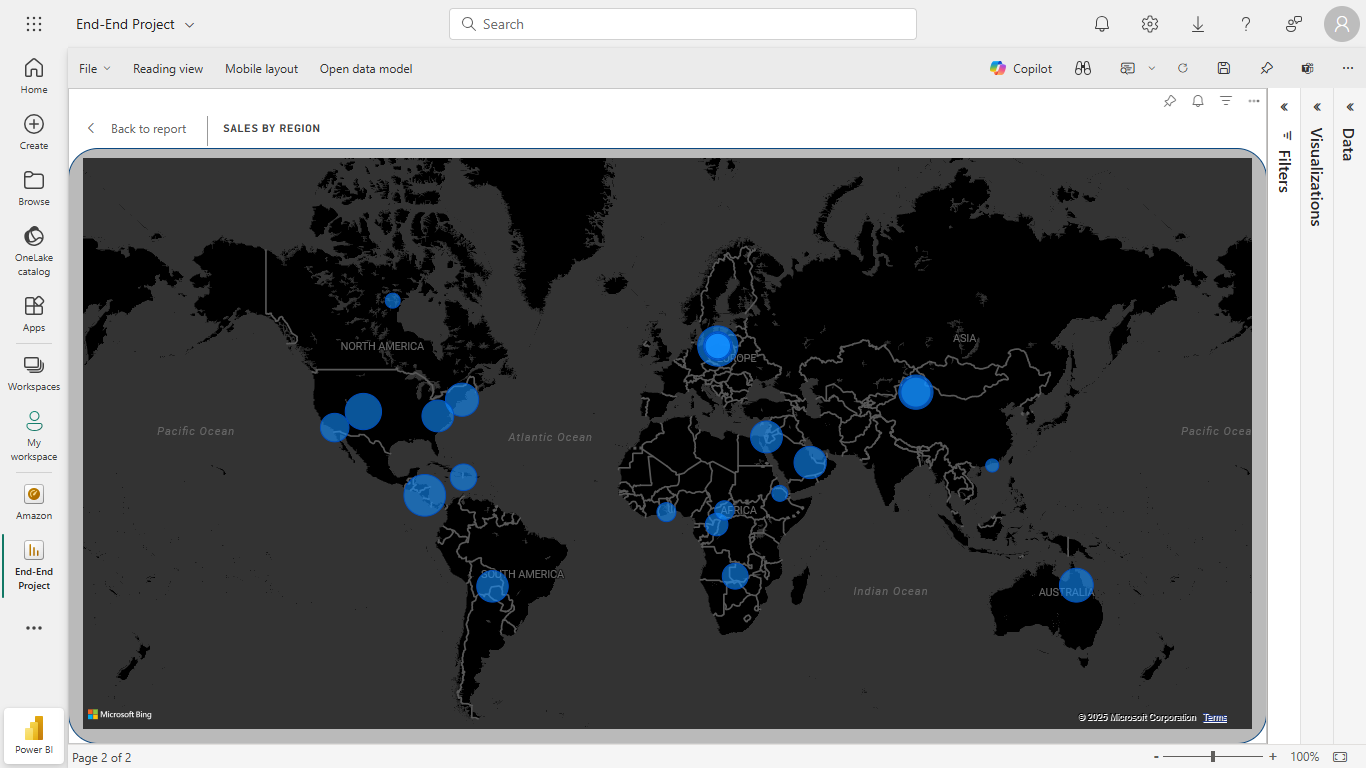 End-End Project
Search
Home
Create
Browse
OneLake
catalog
Apps
Workspaces
My
workspace
Amazon
End-End
Project
Power BI
File
Reading view
Mobile layout
Open data model
Copilot
Back to report
SALES BY REGION
NORTH AMERICA
EUROPE
ASIA
Pacific Ocean
Atlantic Ocean
Pacific Ocea
AFRICA
SOUTH AMERICA
Indian Ocean
AUSTRALIA
Microsoft Bing
© 2025 Microsoft Corporation Terms
Filters
Visualizations
Data
Page 2 of 2
- + 100%